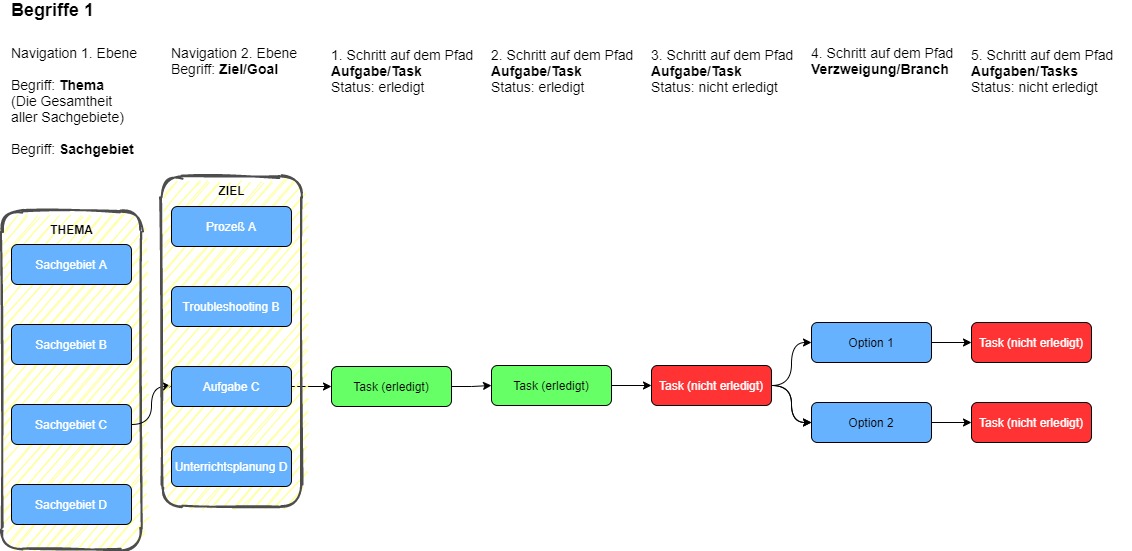 Begriffe 1
Navigation 1. Ebene
Begriff: Thema
(Die Gesamtheit
aller Sachgebiete)
Begriff: Sachgebiet
Navigation 2. Ebene
Begriff: Ziel/Goal
1. Schritt auf dem Pfad
Aufgabe/Task
Status: erledigt
2. Schritt auf dem Pfad
Aufgabe/Task
Status: erledigt
3. Schritt auf dem Pfad
Aufgabe/Task
Status: nicht erledigt
4. Schritt auf dem Pfad
Verzweigung/Branch
5. Schritt auf dem Pfad
Aufgaben/Tasks
Status: nicht erledigt
THEMA
Sachgebiet A
Sachgebiet B
Sachgebiet C
Sachgebiet D
ZIEL
Prozeß A
Troubleshooting B
Aufgabe C
Unterrichtsplanung D
Task (erledigt)
Task (erledigt)
Task (nicht erledigt)
Option 1
Task (nicht erledigt)
Option 2
Task (nicht erledigt)